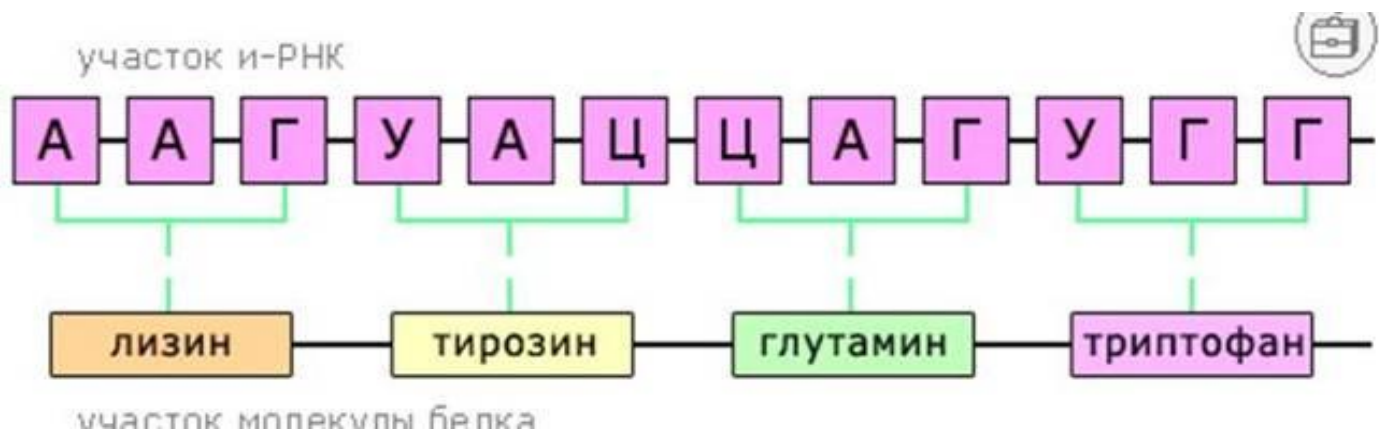 участок и-РНК
А А Г У А Ц Ц А Г У Г Г
лизин тирозин глутамин триптофан
участок молекулы белка